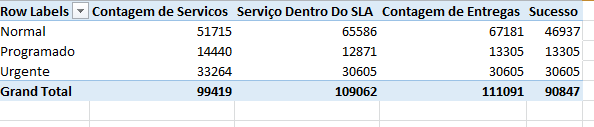 Row Labels Contagem de Servicos Serviço Dentro Do SLA Contagem de Entregas Sucesso
Normal 51715 65586 67181 46937
Programado 14440 12871 13305 13305
Urgente 33264 30605 30605 30605
Grand Total 99419 109062 111091 90847